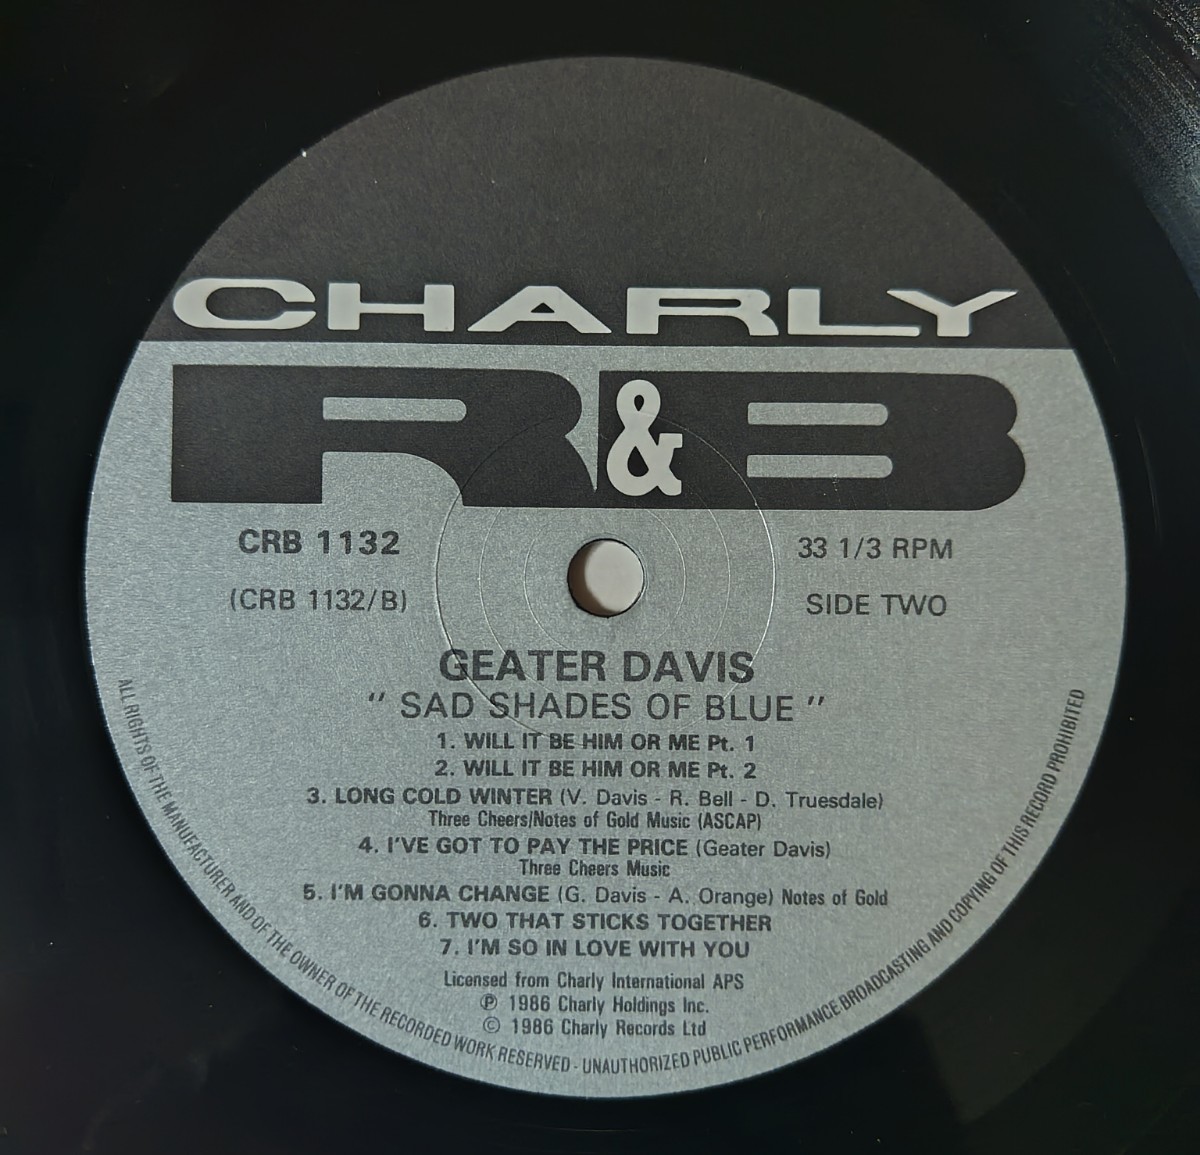 CHARLY
R&B
CRB 1132
33 1/3 RPM
(CRB 1132/B)
SIDE TWO
GEATER DAVIS
" SAD SHADES OF BLUE "
1. WILL IT BE HIM OR ME Pt. 1
2. WILL IT BE HIM OR ME Pt. 2
3. LONG COLD WINTER (V. Davis - R. Bell - D. Truesdale)
Three Cheers/Notes of Gold Music (ASCAP)
4. I'VE GOT TO PAY THE PRICE (Geater Davis)
Three Cheers Music
5. I'M GONNA CHANGE (G. Davis - A. Orange) Notes of Gold
6. TWO THAT STICKS TOGETHER
7. I'M SO IN LOVE WITH YOU
Licensed from Charly International APS
℗ 1986 Charly Holdings Inc.
© 1986 Charly Records Ltd
ALL RIGHTS OF THE MANUFACTURER AND OF THE OWNER OF THE RECORDED WORK RESERVED - UNAUTHORIZED PUBLIC PERFORMANCE BROADCASTING AND COPYING OF THIS RECORD PROHIBITED